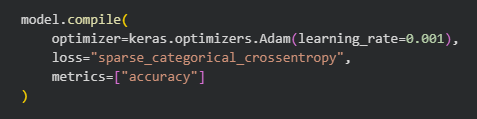 model.compile(
    optimizer=keras.optimizers.Adam(learning_rate=0.001),
    loss="sparse_categorical_crossentropy",
    metrics=["accuracy"]
)